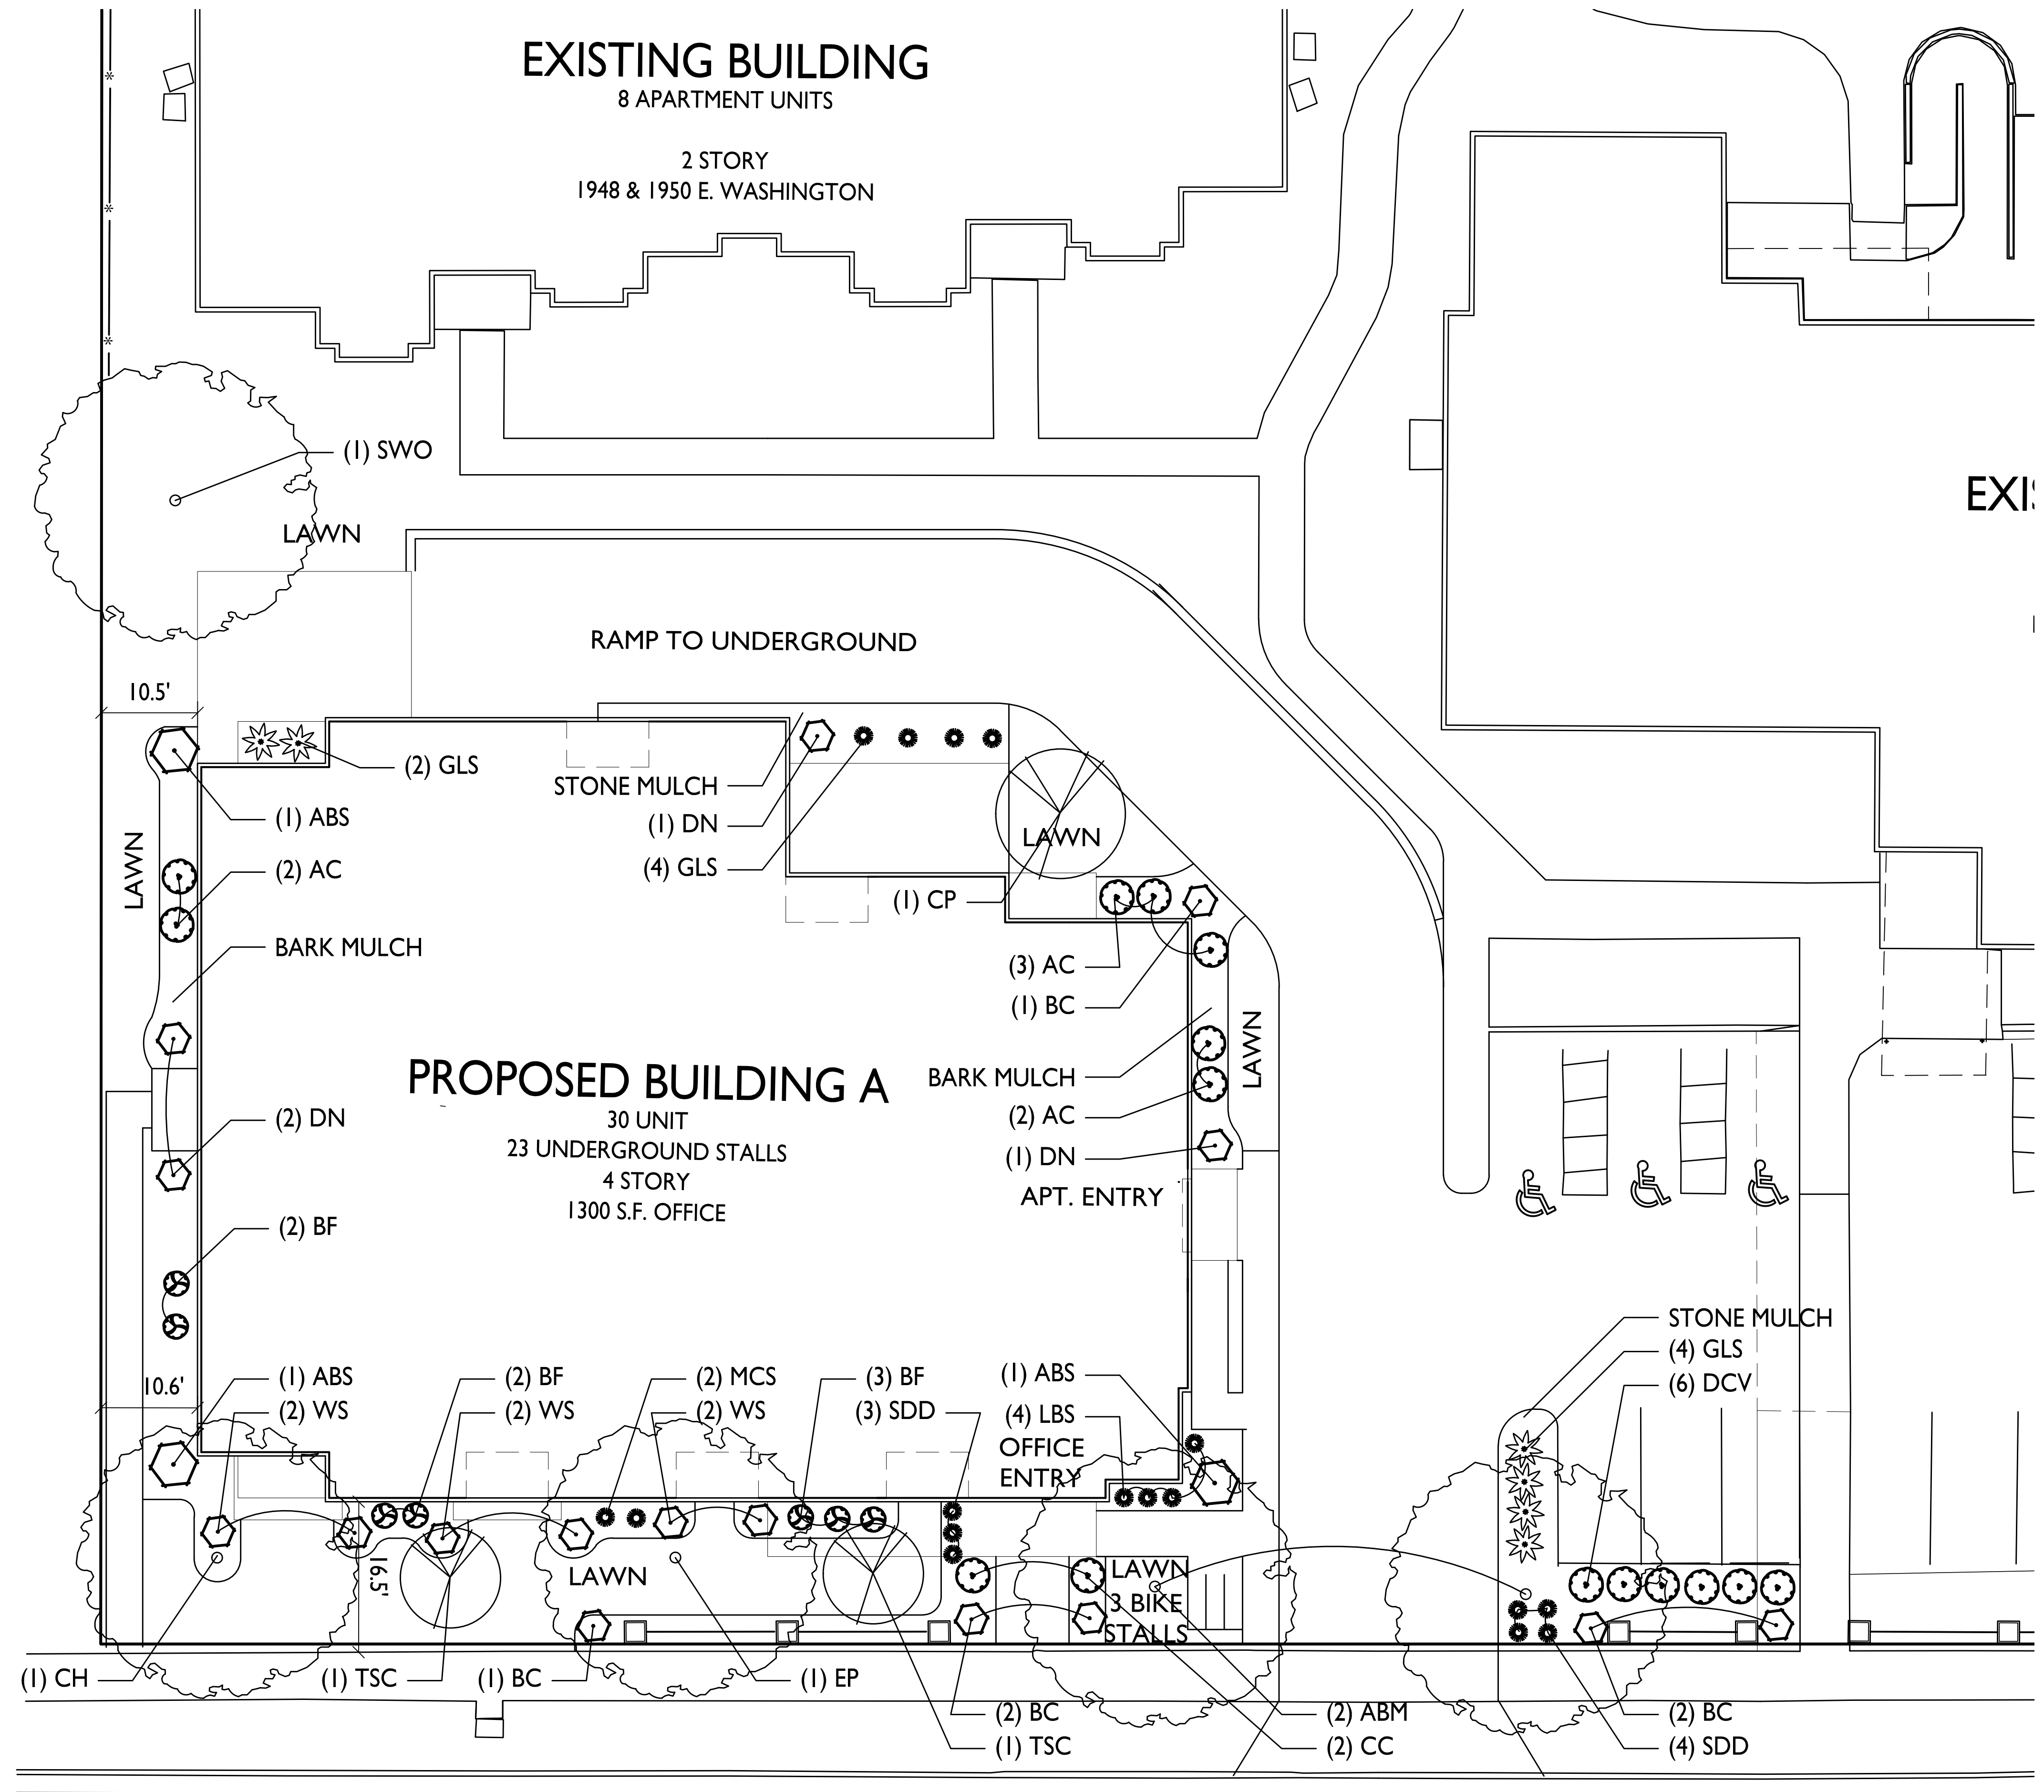 EXISTING BUILDING
8 APARTMENT UNITS
2 STORY
1948 & 1950 E. WASHINGTON
(1) SWO
LAWN
RAMP TO UNDERGROUND
10.5'
(2) GLS
STONE MULCH
(1) ABS
(1) DN
LAWN
LAWN
(2) AC
(4) GLS
(1) CP
BARK MULCH
(3) AC
(1) BC
LAWN
PROPOSED BUILDING A
30 UNIT
23 UNDERGROUND STALLS
4 STORY
1300 S.F. OFFICE
BARK MULCH
(2) AC
(2) DN
(1) DN
APT. ENTRY
(2) BF
STONE MULCH
(4) GLS
(6) DCV
10.6'
(1) ABS
(2) WS
(2) BF
(2) WS
(2) MCS
(2) WS
(3) BF
(3) SDD
(1) ABS
(4) LBS
OFFICE
ENTRY
16.5'
LAWN
LAWN
3 BIKE
STALLS
(1) CH
(1) TSC
(1) BC
(1) EP
(2) BC
(1) TSC
(2) ABM
(2) CC
(2) BC
(4) SDD